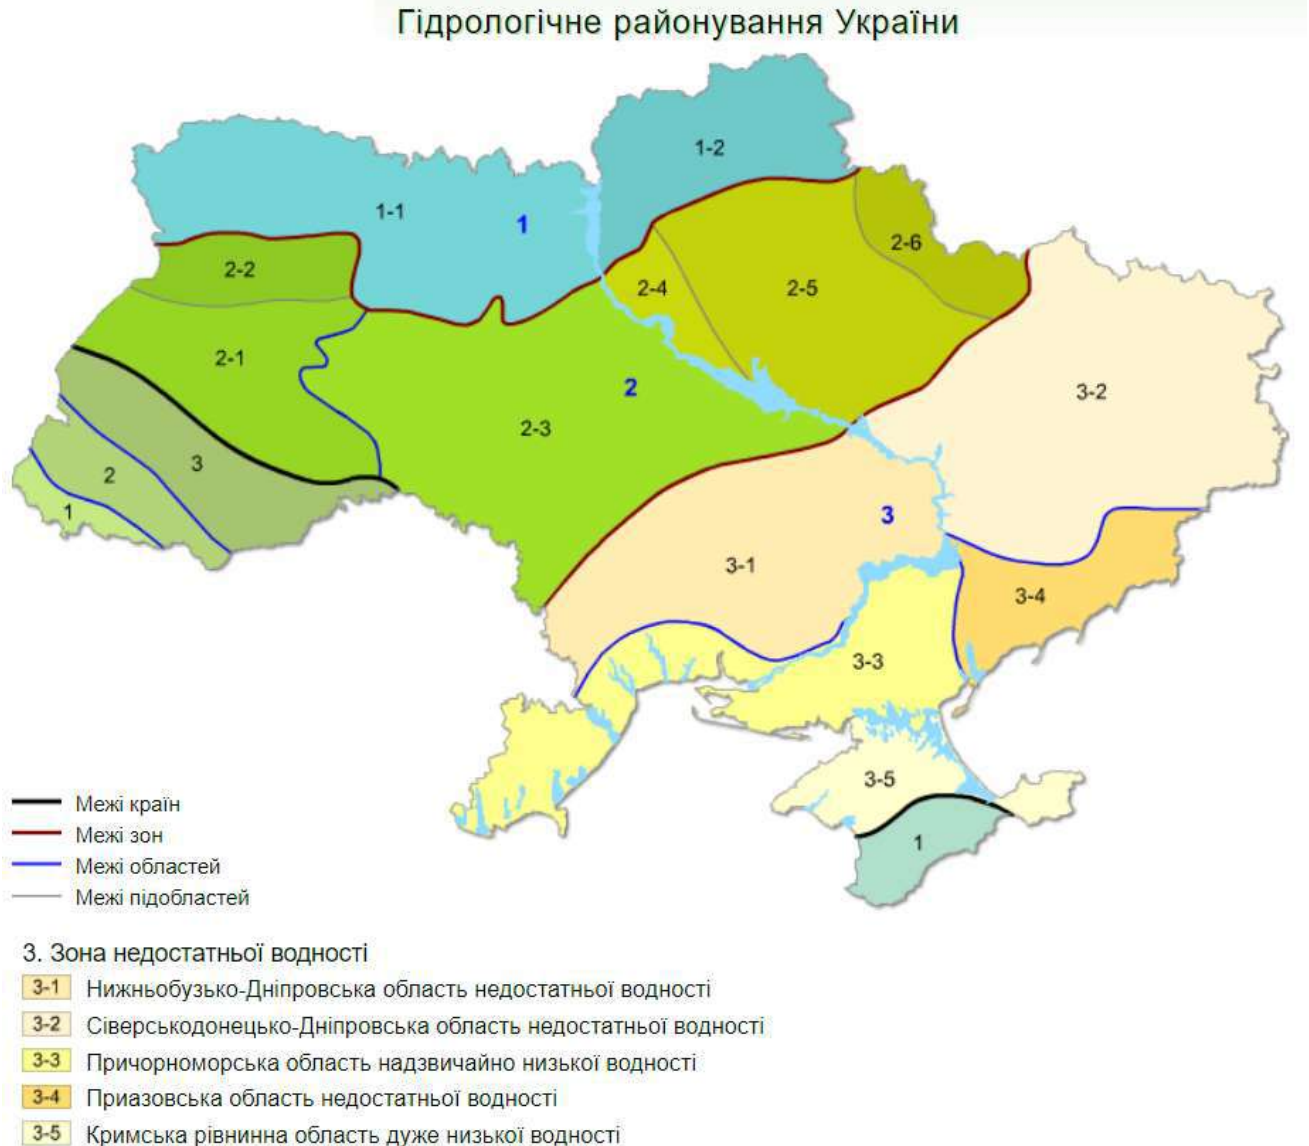 Гідрологічне районування України
1-2
1-1
1
2-6
2-2
2-4
2-5
2-1
2
3-2
2-3
3
2
1
3
3-1
3-4
3-3
3-5
1
Межі країн
Межі зон
Межі областей
Межі підобластей
3. Зона недостатньої водності
3-1 Нижньобузько-Дніпровська область недостатньої водності
3-2 Сіверськодонецько-Дніпровська область недостатньої водності
3-3 Причорноморська область надзвичайно низької водності
3-4 Приазовська область недостатньої водності
3-5 Кримська рівнинна область дуже низької водності